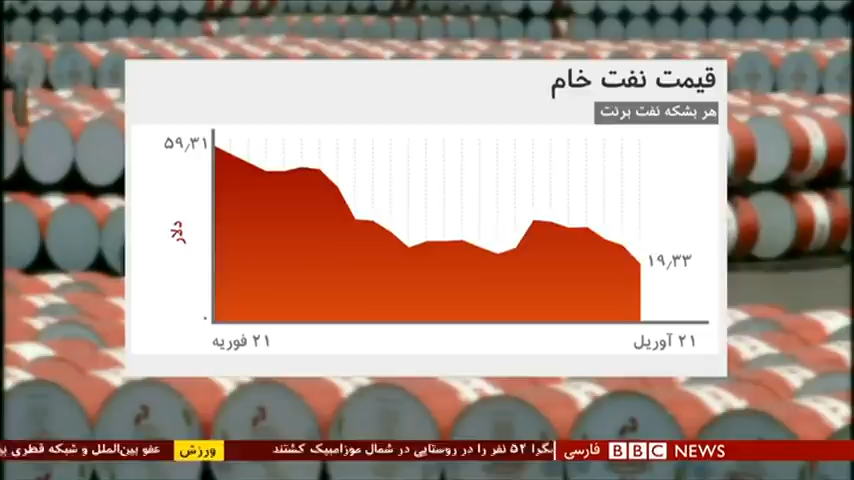 قیمت نفت خام
هر بشکه نفت برنت
۵۹٫۳۱
دلار
۱۹٫۳۳
۰
۲۱ فوریه
۲۱ آوریل
BBC NEWS فارسی
۵۲ نفر را در روستایی در شمال موزامبیک کشتند
ورزش
عفو بین‌الملل و شبکه قطری